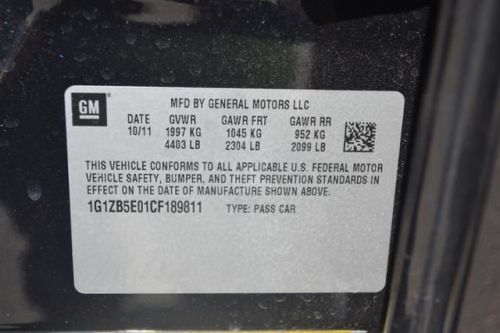 GM
MFD BY GENERAL MOTORS LLC
DATE GVWR GAWR FRT GAWR RR
10/11 1997 KG 1045 KG 952 KG
4403 LB 2304 LB 2099 LB
THIS VEHICLE CONFORMS TO ALL APPLICABLE U.S. FEDERAL MOTOR
VEHICLE SAFETY, BUMPER, AND THEFT PREVENTION STANDARDS IN
EFFECT ON THE DATE OF MANUFACTURE SHOWN ABOVE.
1G1ZB5E01CF189811 TYPE: PASS CAR